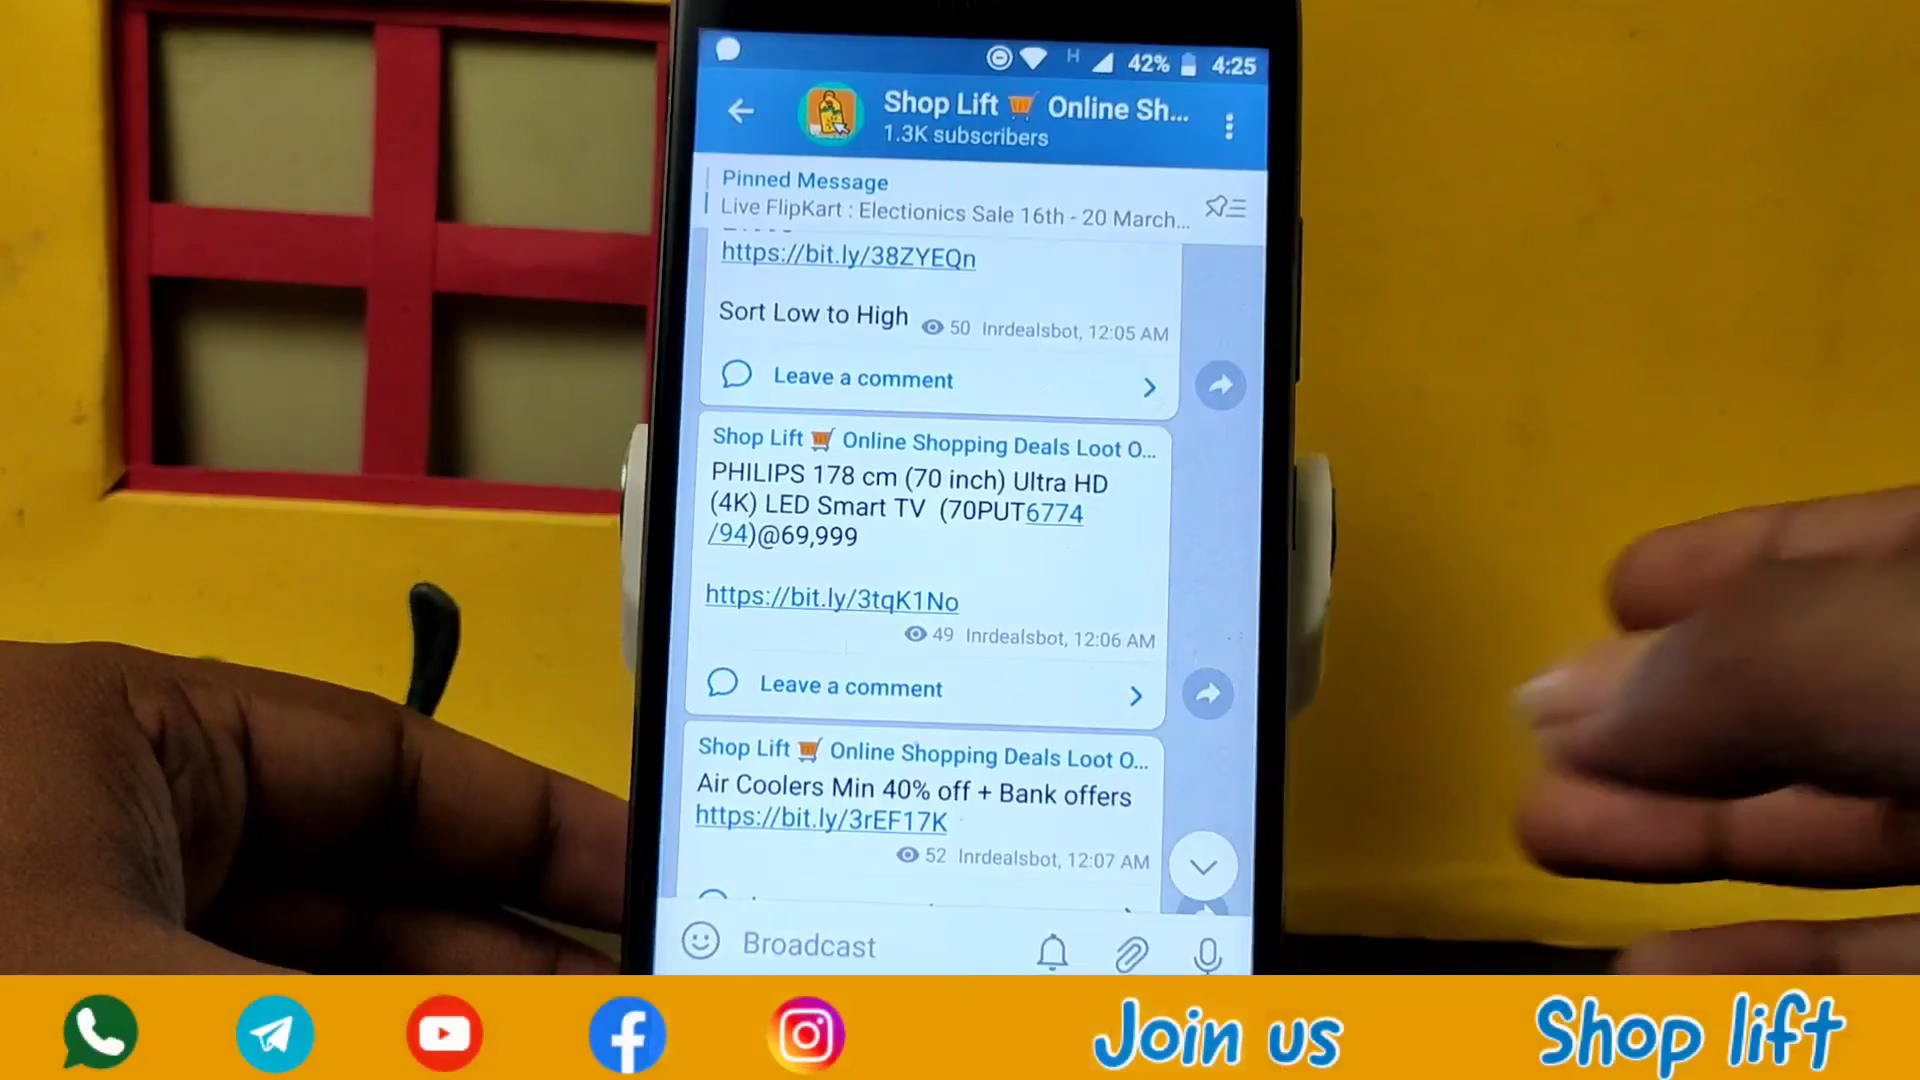 H 42% 4:25
Shop Lift 🛒 Online Sh...
1.3K subscribers
Pinned Message
Live FlipKart : Electionics Sale 16th - 20 March...
https://bit.ly/38ZYEQn
Sort Low to High 50 Inrdealsbot, 12:05 AM
Leave a comment
Shop Lift 🛒 Online Shopping Deals Loot O...
PHILIPS 178 cm (70 inch) Ultra HD
(4K) LED Smart TV (70PUT6774
/94)@69,999
https://bit.ly/3tqK1No
49 Inrdealsbot, 12:06 AM
Leave a comment
Shop Lift 🛒 Online Shopping Deals Loot O...
Air Coolers Min 40% off + Bank offers
https://bit.ly/3rEF17K
52 Inrdealsbot, 12:07 AM
Broadcast
Join us Shop lift